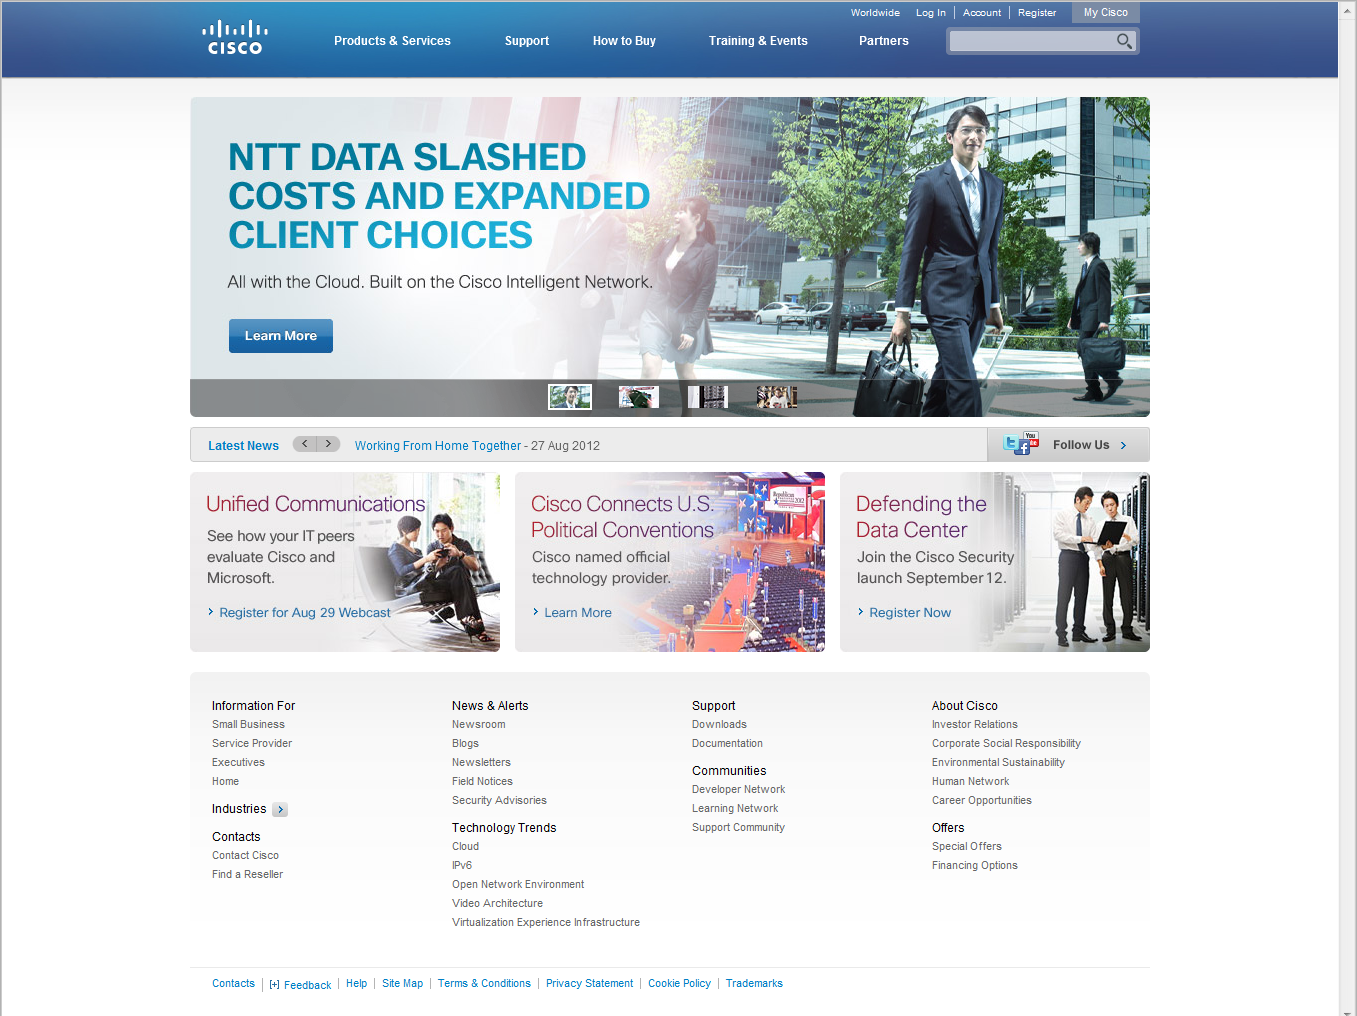 Worldwide Log In Account Register My Cisco
CISCO
Products & Services Support How to Buy Training & Events Partners
NTT DATA SLASHED
COSTS AND EXPANDED
CLIENT CHOICES
All with the Cloud. Built on the Cisco Intelligent Network.
Learn More
Latest News Working From Home Together - 27 Aug 2012 Follow Us
Unified Communications
See how your IT peers
evaluate Cisco and
Microsoft.
Register for Aug 29 Webcast
Cisco Connects U.S.
Political Conventions
Cisco named official
technology provider.
Learn More
Defending the
Data Center
Join the Cisco Security
launch September 12.
Register Now
Information For
Small Business
Service Provider
Executives
Home
Industries
Contacts
Contact Cisco
Find a Reseller
News & Alerts
Newsroom
Blogs
Newsletters
Field Notices
Security Advisories
Technology Trends
Cloud
IPv6
Open Network Environment
Video Architecture
Virtualization Experience Infrastructure
Support
Downloads
Documentation
Communities
Developer Network
Learning Network
Support Community
About Cisco
Investor Relations
Corporate Social Responsibility
Environmental Sustainability
Human Network
Career Opportunities
Offers
Special Offers
Financing Options
Contacts [+] Feedback Help Site Map Terms & Conditions Privacy Statement Cookie Policy Trademarks